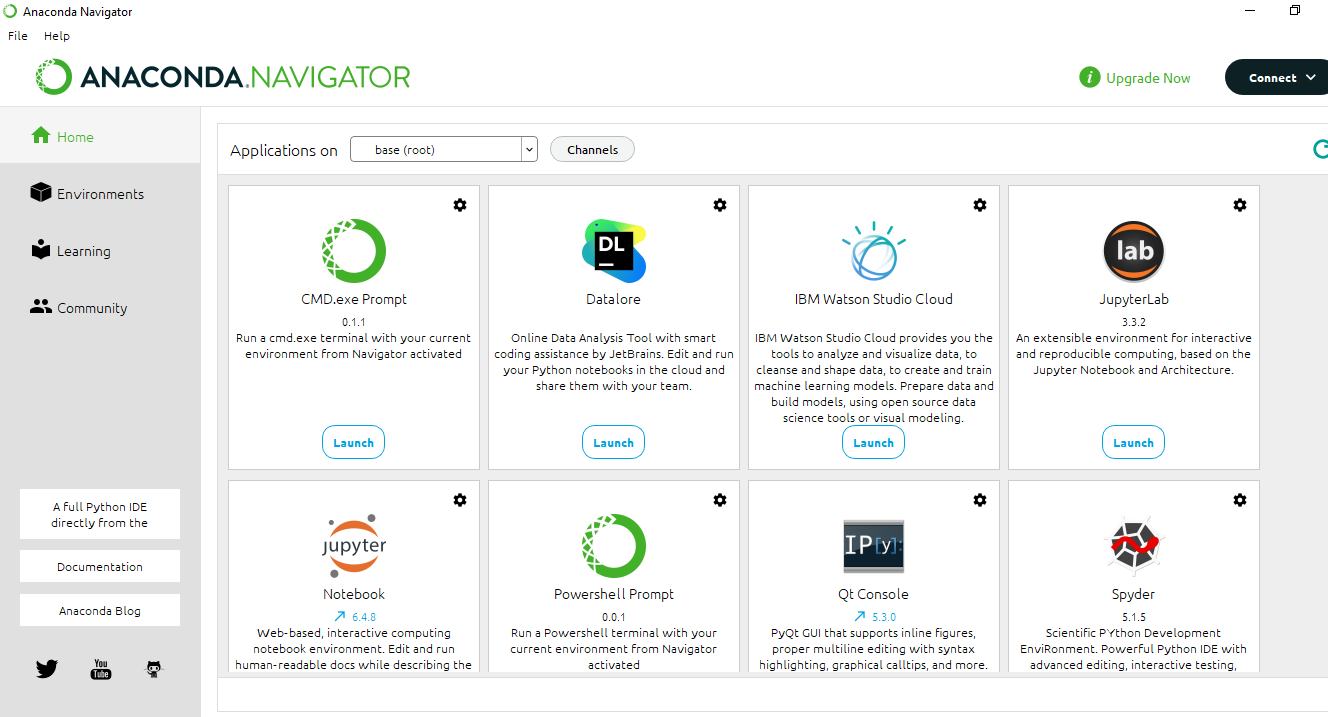 Anaconda Navigator
File Help
ANACONDA.NAVIGATOR
i Upgrade Now
Connect
Home
Environments
Learning
Community
A full Python IDE
directly from the
Documentation
Anaconda Blog
You
Tube
Applications on base (root) Channels
CMD.exe Prompt
0.1.1
Run a cmd.exe terminal with your current
environment from Navigator activated
Launch
DL
Datalore
Online Data Analysis Tool with smart
coding assistance by JetBrains. Edit and run
your Python notebooks in the cloud and
share them with your team.
Launch
IBM Watson Studio Cloud
IBM Watson Studio Cloud provides you the
tools to analyze and visualize data, to
cleanse and shape data, to create and train
machine learning models. Prepare data and
build models, using open source data
science tools or visual modeling.
Launch
lab
JupyterLab
3.3.2
An extensible environment for interactive
and reproducible computing, based on the
Jupyter Notebook and Architecture.
Launch
jupyter
Notebook
6.4.8
Web-based, interactive computing
notebook environment. Edit and run
human-readable docs while describing the
Powershell Prompt
0.0.1
Run a Powershell terminal with your
current environment from Navigator
activated
IP[y]:
Qt Console
5.3.0
PyQt GUI that supports inline figures,
proper multiline editing with syntax
highlighting, graphical calltips, and more.
Spyder
5.1.5
Scientific PYthon Development
EnviRonment. Powerful Python IDE with
advanced editing, interactive testing,